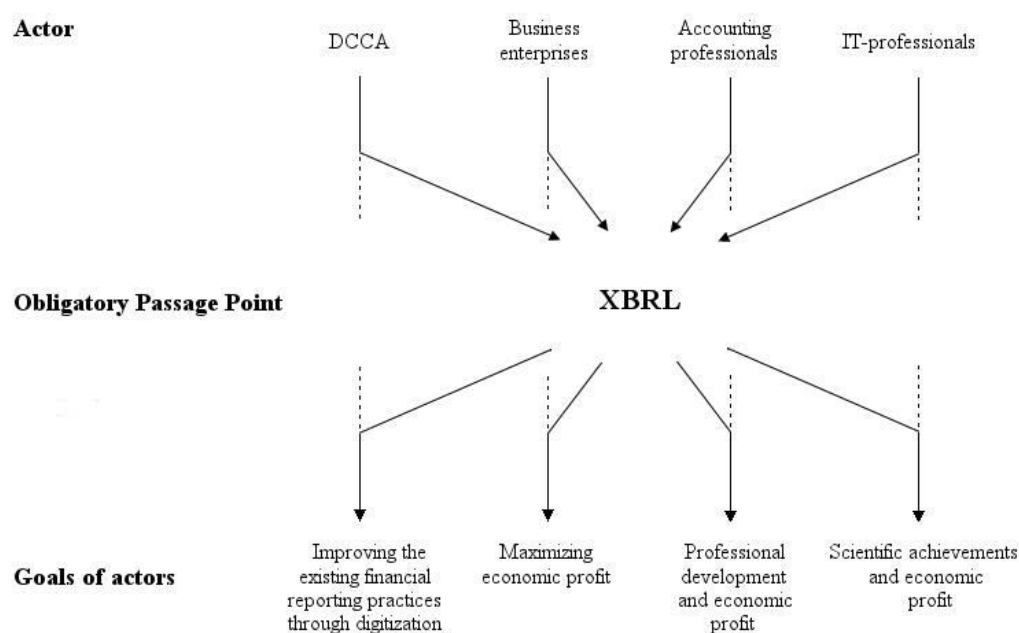 Actor
DCCA
Business
enterprises
Accounting
professionals
IT-professionals
Obligatory Passage Point
XBRL
Goals of actors
Improving the
existing financial
reporting practices
through digitization
Maximizing
economic profit
Professional
development
and economic
profit
Scientific achievements
and economic
profit